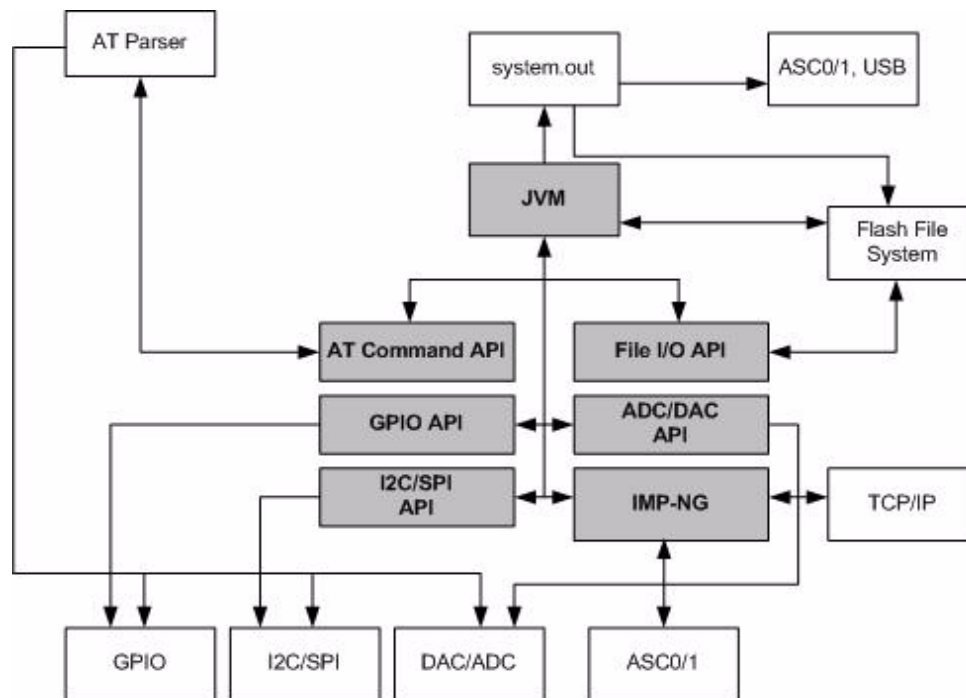 AT Parser
system.out
ASC0/1, USB
JVM
Flash File
System
AT Command API
File I/O API
GPIO API
ADC/DAC
API
I2C/SPI
API
IMP-NG
TCP/IP
GPIO
I2C/SPI
DAC/ADC
ASC0/1